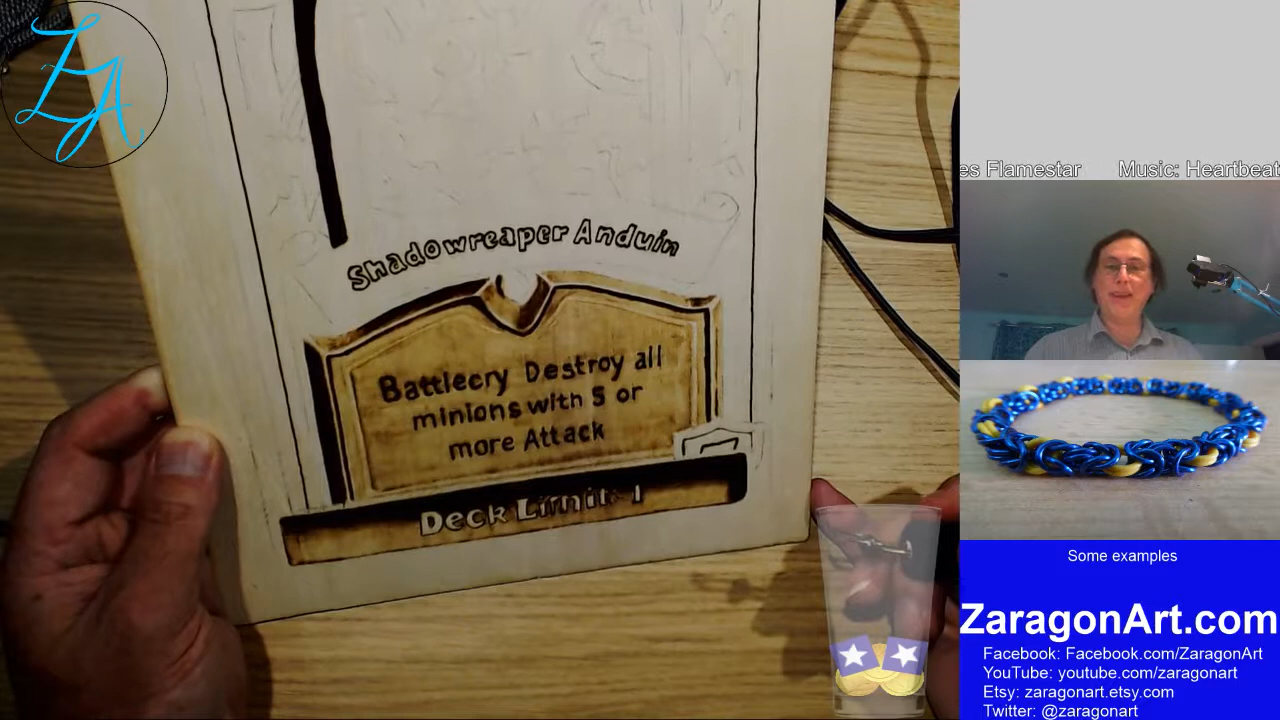 ZA
es Flamestar Music: Heartbeat
Shadowreaper Anduin
Battlecry Destroy all
minions with 5 or
more Attack
Deck Limit: 1
Some examples
ZaragonArt.com
Facebook: Facebook.com/ZaragonArt
YouTube: youtube.com/zaragonart
Etsy: zaragonart.etsy.com
Twitter: @zaragonart